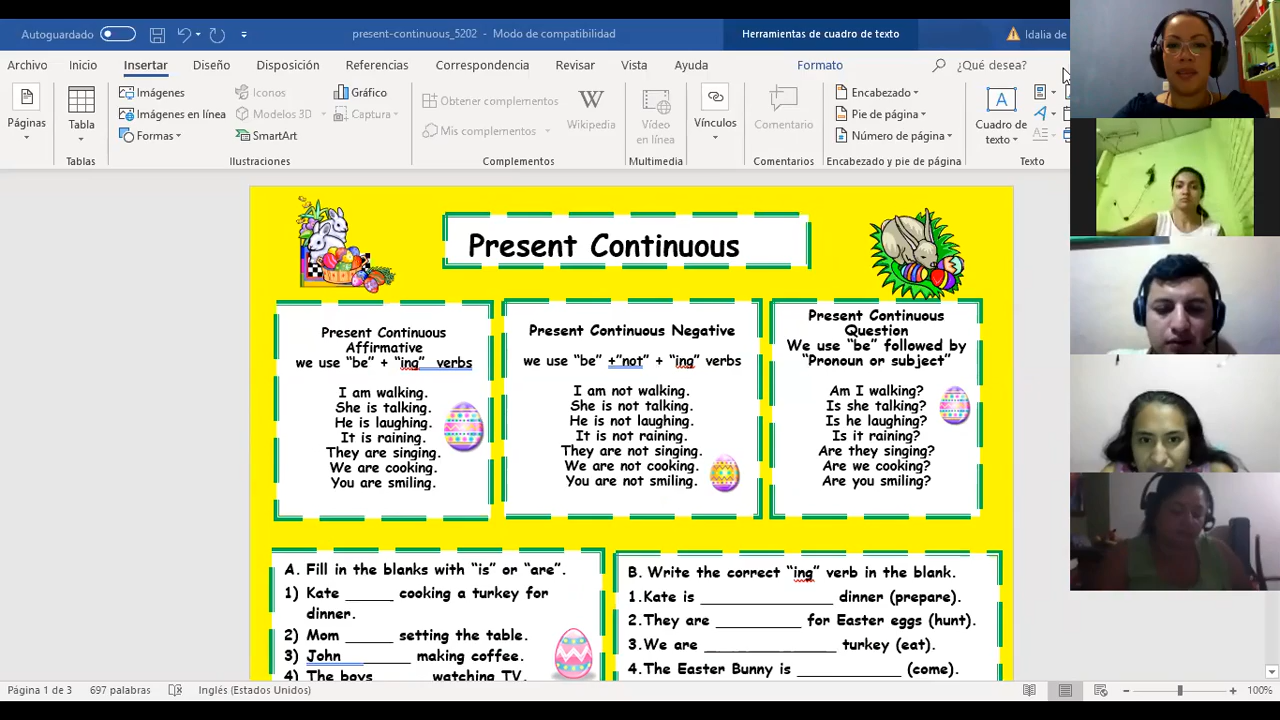 Autoguardado
present-continuous_5202 - Modo de compatibilidad
Herramientas de cuadro de texto
Idalia de
Archivo Inicio Insertar Diseño Disposición Referencias Correspondencia Revisar Vista Ayuda Formato ¿Qué desea?
Páginas
Tabla
Imágenes
Imágenes en línea
Formas
Iconos
Modelos 3D
SmartArt
Gráfico
Captura
Obtener complementos
Mis complementos
Wikipedia
Vídeo
en línea
Vínculos
Comentario
Encabezado
Pie de página
Número de página
Cuadro de
texto
Tablas Ilustraciones Complementos Multimedia Comentarios Encabezado y pie de página Texto
Present Continuous
Present Continuous
Affirmative
we use “be” + “ing” verbs
I am walking.
She is talking.
He is laughing.
It is raining.
They are singing.
We are cooking.
You are smiling.
Present Continuous Negative
we use “be” +”not” + “ing” verbs
I am not walking.
She is not talking.
He is not laughing.
It is not raining.
They are not singing.
We are not cooking.
You are not smiling.
Present Continuous
Question
We use “be” followed by
“Pronoun or subject”
Am I walking?
Is she talking?
Is he laughing?
Is it raining?
Are they singing?
Are we cooking?
Are you smiling?
A. Fill in the blanks with “is” or “are”.
1) Kate _____ cooking a turkey for
dinner.
2) Mom _____ setting the table.
3) John _______ making coffee.
4) The boys _____ watching TV.
B. Write the correct “ing” verb in the blank.
1.Kate is ______________ dinner (prepare).
2.They are _________ for Easter eggs (hunt).
3.We are ______________ turkey (eat).
4.The Easter Bunny is ___________ (come).
Página 1 de 3 697 palabras Inglés (Estados Unidos) 100%